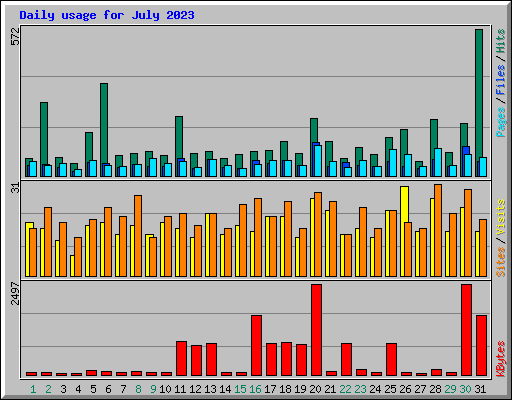 Daily usage for July 2023
572
Pages / Files / Hits
31
Sites / Visits
2497
KBytes
1 2 3 4 5 6 7 8 9 10 11 12 13 14 15 16 17 18 19 20 21 22 23 24 25 26 27 28 29 30 31